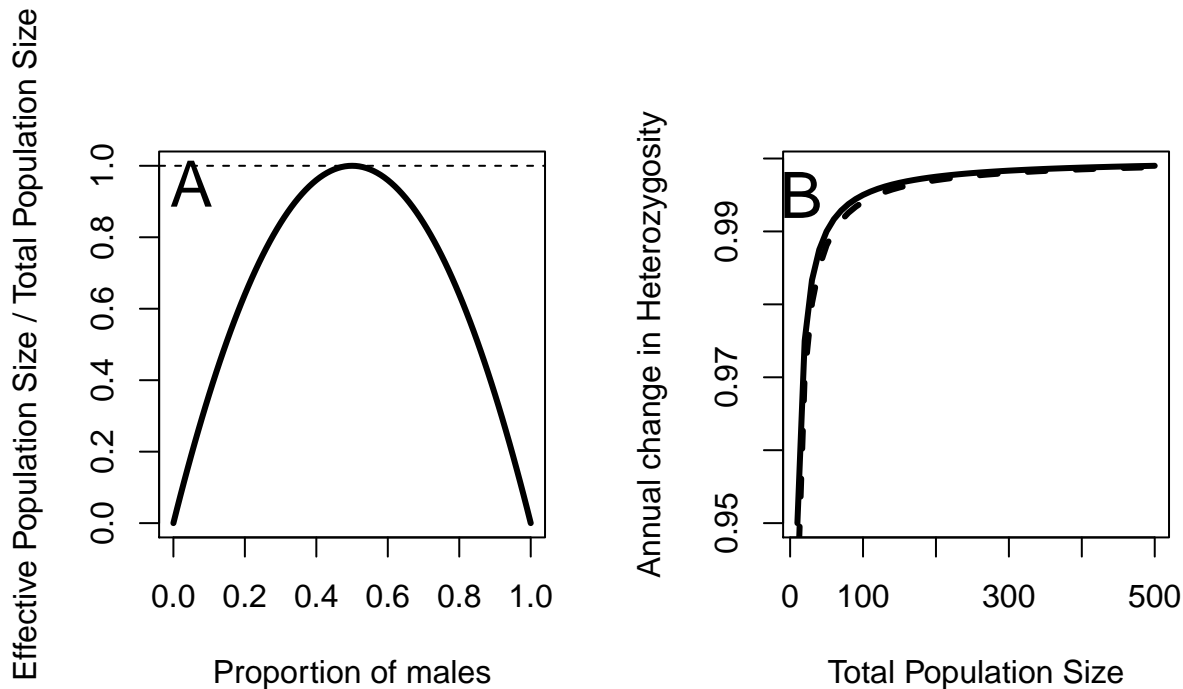 Effective Population Size / Total Population Size
A
1.0
0.8
0.6
0.4
0.2
0.0
0.0 0.2 0.4 0.6 0.8 1.0
Proportion of males
Annual change in Heterozygosity
B
0.99
0.97
0.95
0 100 300 500
Total Population Size